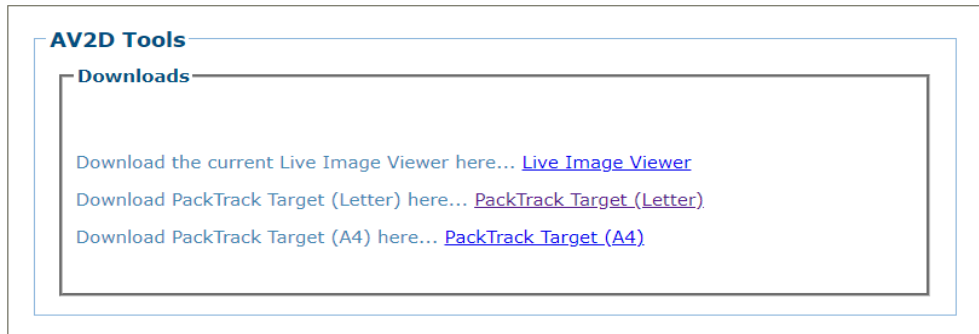 AV2D Tools
Downloads
Download the current Live Image Viewer here... Live Image Viewer
Download PackTrack Target (Letter) here... PackTrack Target (Letter)
Download PackTrack Target (A4) here... PackTrack Target (A4)